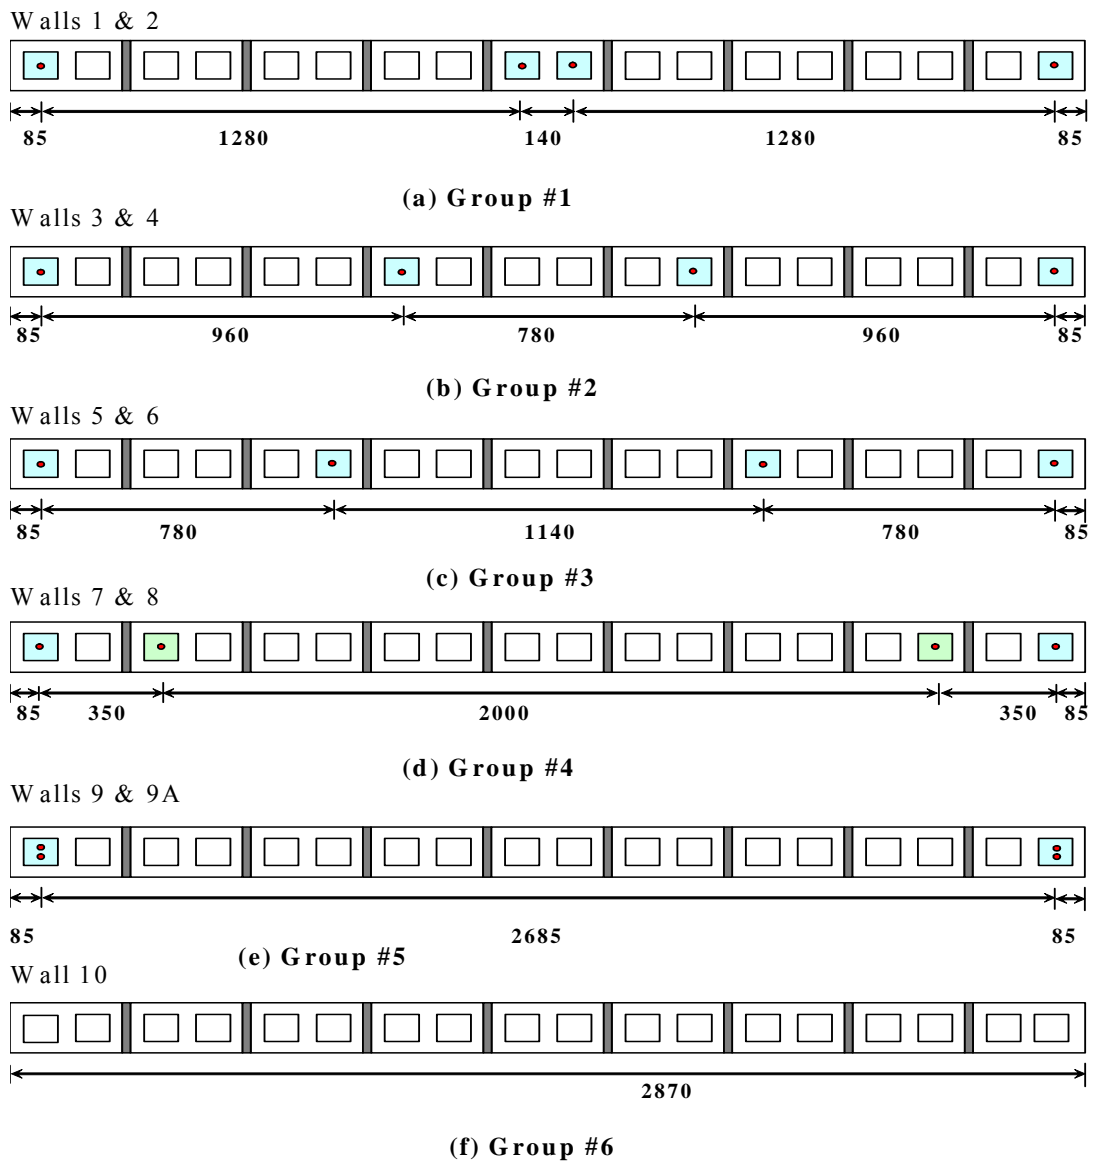 Walls 1 & 2
85 1280 140 1280 85
(a) Group #1
Walls 3 & 4
85 960 780 960 85
(b) Group #2
Walls 5 & 6
85 780 1140 780 85
(c) Group #3
Walls 7 & 8
85 350 2000 350 85
(d) Group #4
Walls 9 & 9A
85 2685 85
(e) Group #5
Wall 10
2870
(f) Group #6